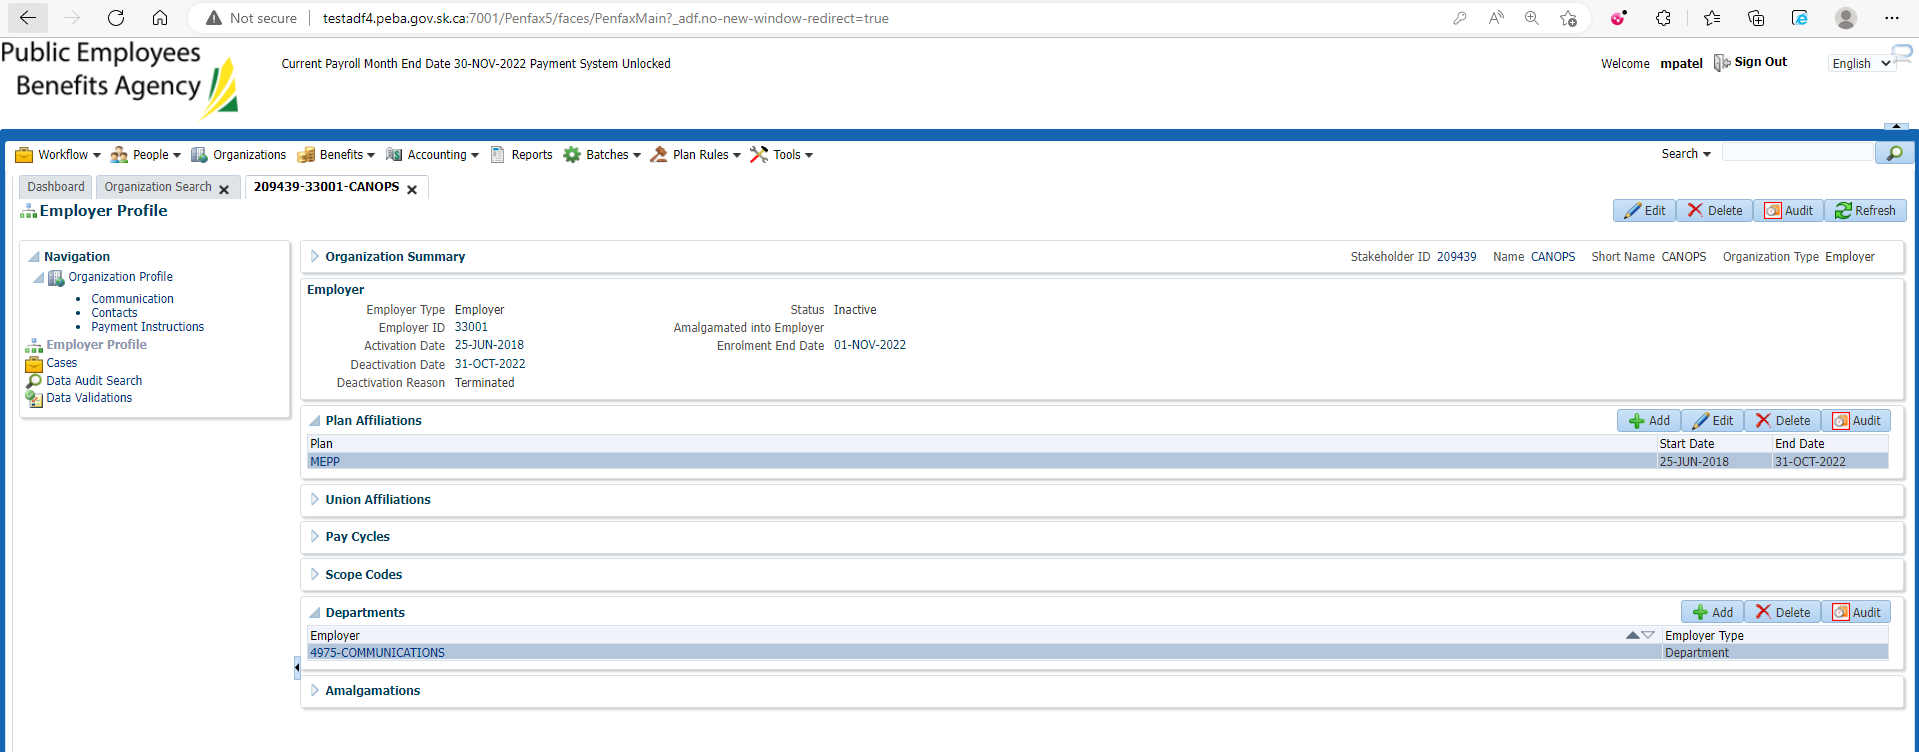 Not secure testadf4.peba.gov.sk.ca:7001/Penfax5/faces/PenfaxMain?_adf.no-new-window-redirect=true
Public Employees
Benefits Agency
Current Payroll Month End Date 30-NOV-2022 Payment System Unlocked
Welcome mpatel Sign Out English
Workflow People Organizations Benefits Accounting Reports Batches Plan Rules Tools Search
Dashboard Organization Search 209439-33001-CANOPS
Employer Profile
Edit Delete Audit Refresh
Navigation
Organization Profile
Communication
Contacts
Payment Instructions
Employer Profile
Cases
Data Audit Search
Data Validations
Organization Summary Stakeholder ID 209439 Name CANOPS Short Name CANOPS Organization Type Employer
Employer
Employer Type Employer Status Inactive
Employer ID 33001 Amalgamated into Employer
Activation Date 25-JUN-2018 Enrolment End Date 01-NOV-2022
Deactivation Date 31-OCT-2022
Deactivation Reason Terminated
Plan Affiliations Add Edit Delete Audit
Plan Start Date End Date
MEPP 25-JUN-2018 31-OCT-2022
Union Affiliations
Pay Cycles
Scope Codes
Departments Add Delete Audit
Employer Employer Type
4975-COMMUNICATIONS Department
Amalgamations